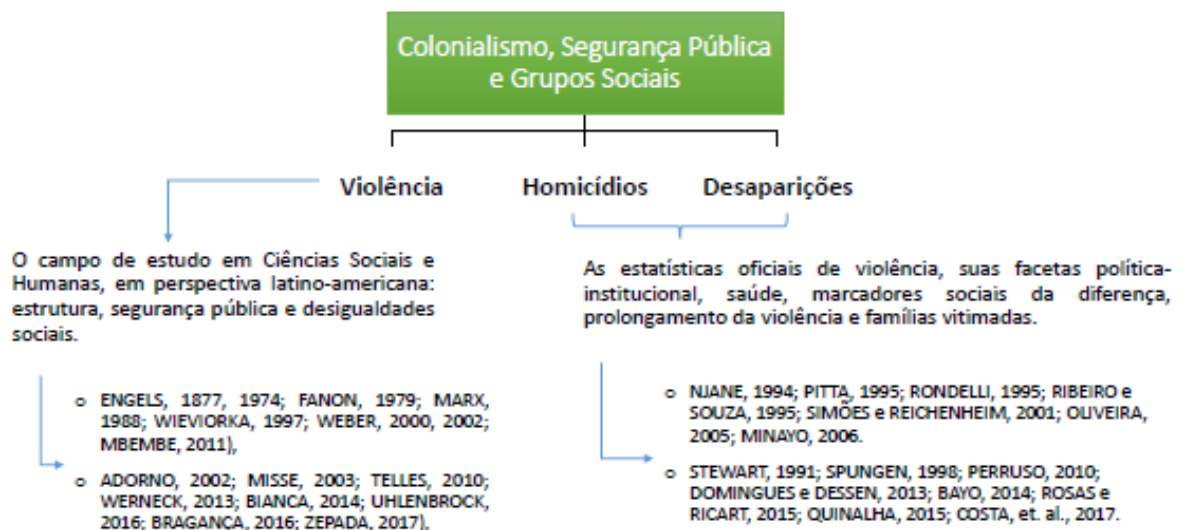 Colonialismo, Segurança Pública
e Grupos Sociais
Violência
Homicídios
Desaparições
O campo de estudo em Ciências Sociais e
Humanas, em perspectiva latino-americana:
estrutura, segurança pública e desigualdades
sociais.
o ENGELS, 1877, 1974; FANON, 1979; MARX,
1988; WIEVIORKA, 1997; WEBER, 2000, 2002;
MBEMBE, 2011),
o ADORNO, 2002; MISSE, 2003; TELLES, 2010;
WERNECK, 2013; BIANCA, 2014; UHLENBROCK,
2016; BRAGANÇA, 2016; ZEPADA, 2017),
As estatísticas oficiais de violência, suas facetas política-
institucional, saúde, marcadores sociais da diferença,
prolongamento da violência e famílias vitimadas.
o NJANE, 1994; PITTA, 1995; RONDELLI, 1995; RIBEIRO e
SOUZA, 1995; SIMÕES e REICHENHEIM, 2001; OLIVEIRA,
2005; MINAYO, 2006.
o STEWART, 1991; SPUNGEN, 1998; PERRUSO, 2010;
DOMINGUES e DESSEN, 2013; BAYO, 2014; ROSAS e
RICART, 2015; QUINALHA, 2015; COSTA, et. al., 2017.